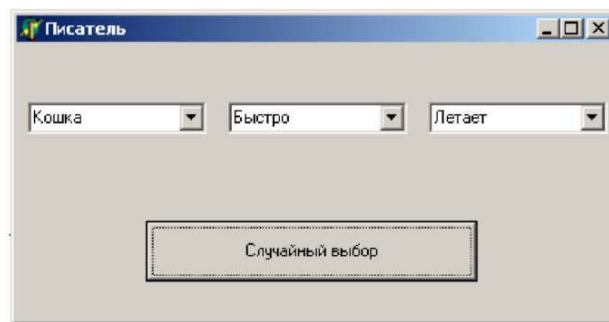 Писатель
Кошка Быстро Летает
Случайный выбор